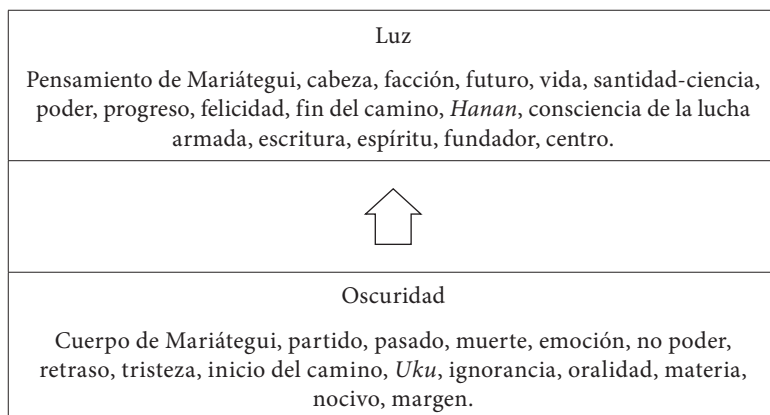 Luz
Pensamiento de Mariátegui, cabeza, facción, futuro, vida, santidad-ciencia,
poder, progreso, felicidad, fin del camino, Hanan, consciencia de la lucha
armada, escritura, espíritu, fundador, centro.
Oscuridad
Cuerpo de Mariátegui, partido, pasado, muerte, emoción, no poder,
retraso, tristeza, inicio del camino, Uku, ignorancia, oralidad, materia,
nocivo, margen.